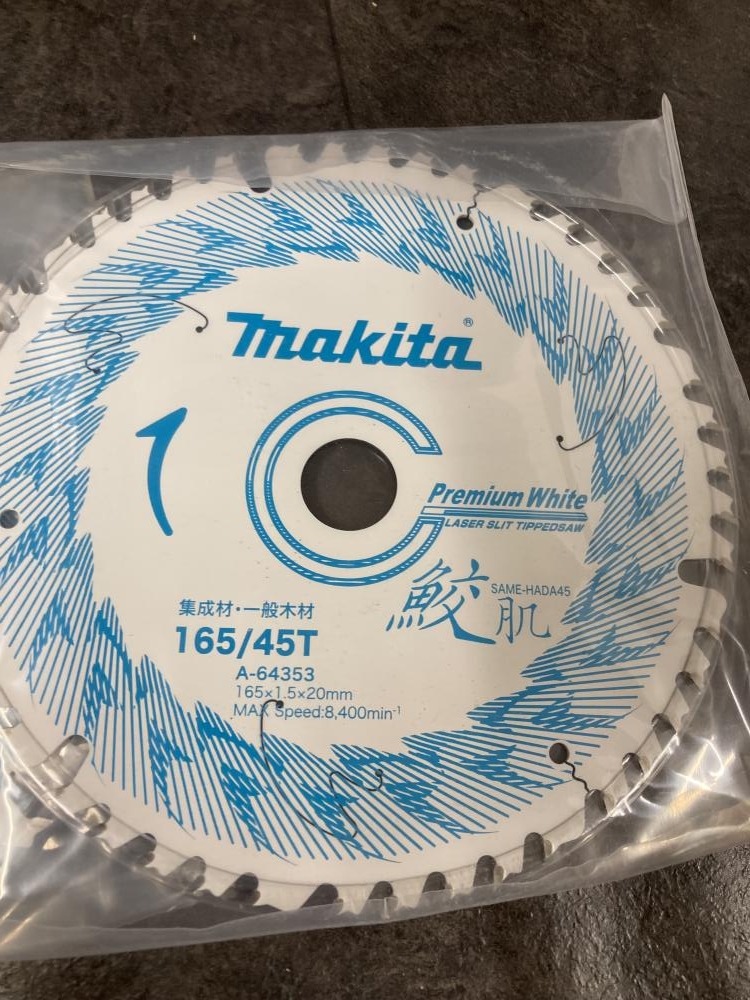 makita®
Premium White
LASER SLIT TIPPEDSAW
鮫肌
SAME-HADA45
集成材・一般木材
165/45T
A-64353
165×1.5×20mm
MAX Speed:8,400min⁻¹